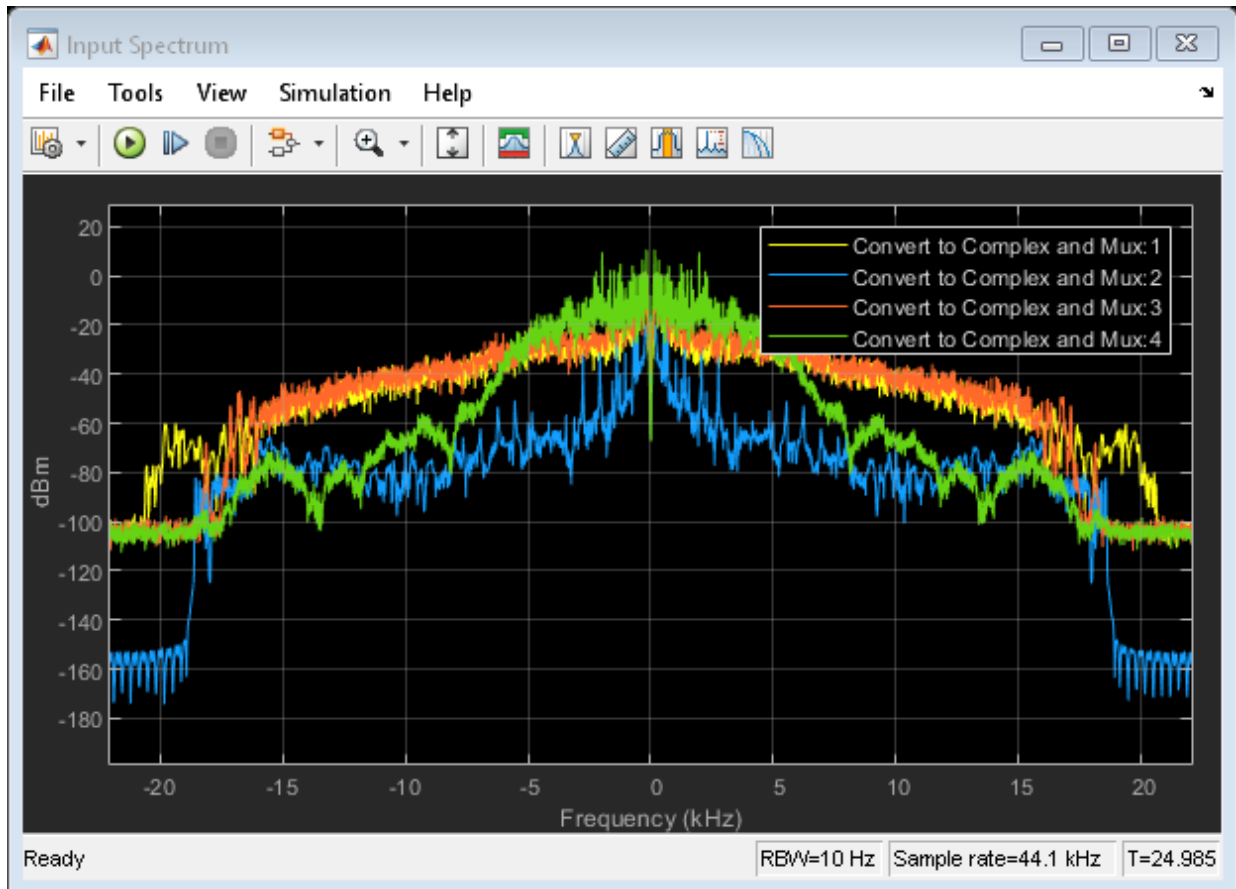 Input Spectrum
File Tools View Simulation Help
Convert to Complex and Mux:1
Convert to Complex and Mux:2
Convert to Complex and Mux:3
Convert to Complex and Mux:4
20
0
-20
-40
-60
-80
-100
-120
-140
-160
-180
dBm
-20 -15 -10 -5 0 5 10 15 20
Frequency (kHz)
Ready RBW=10 Hz Sample rate=44.1 kHz T=24.985